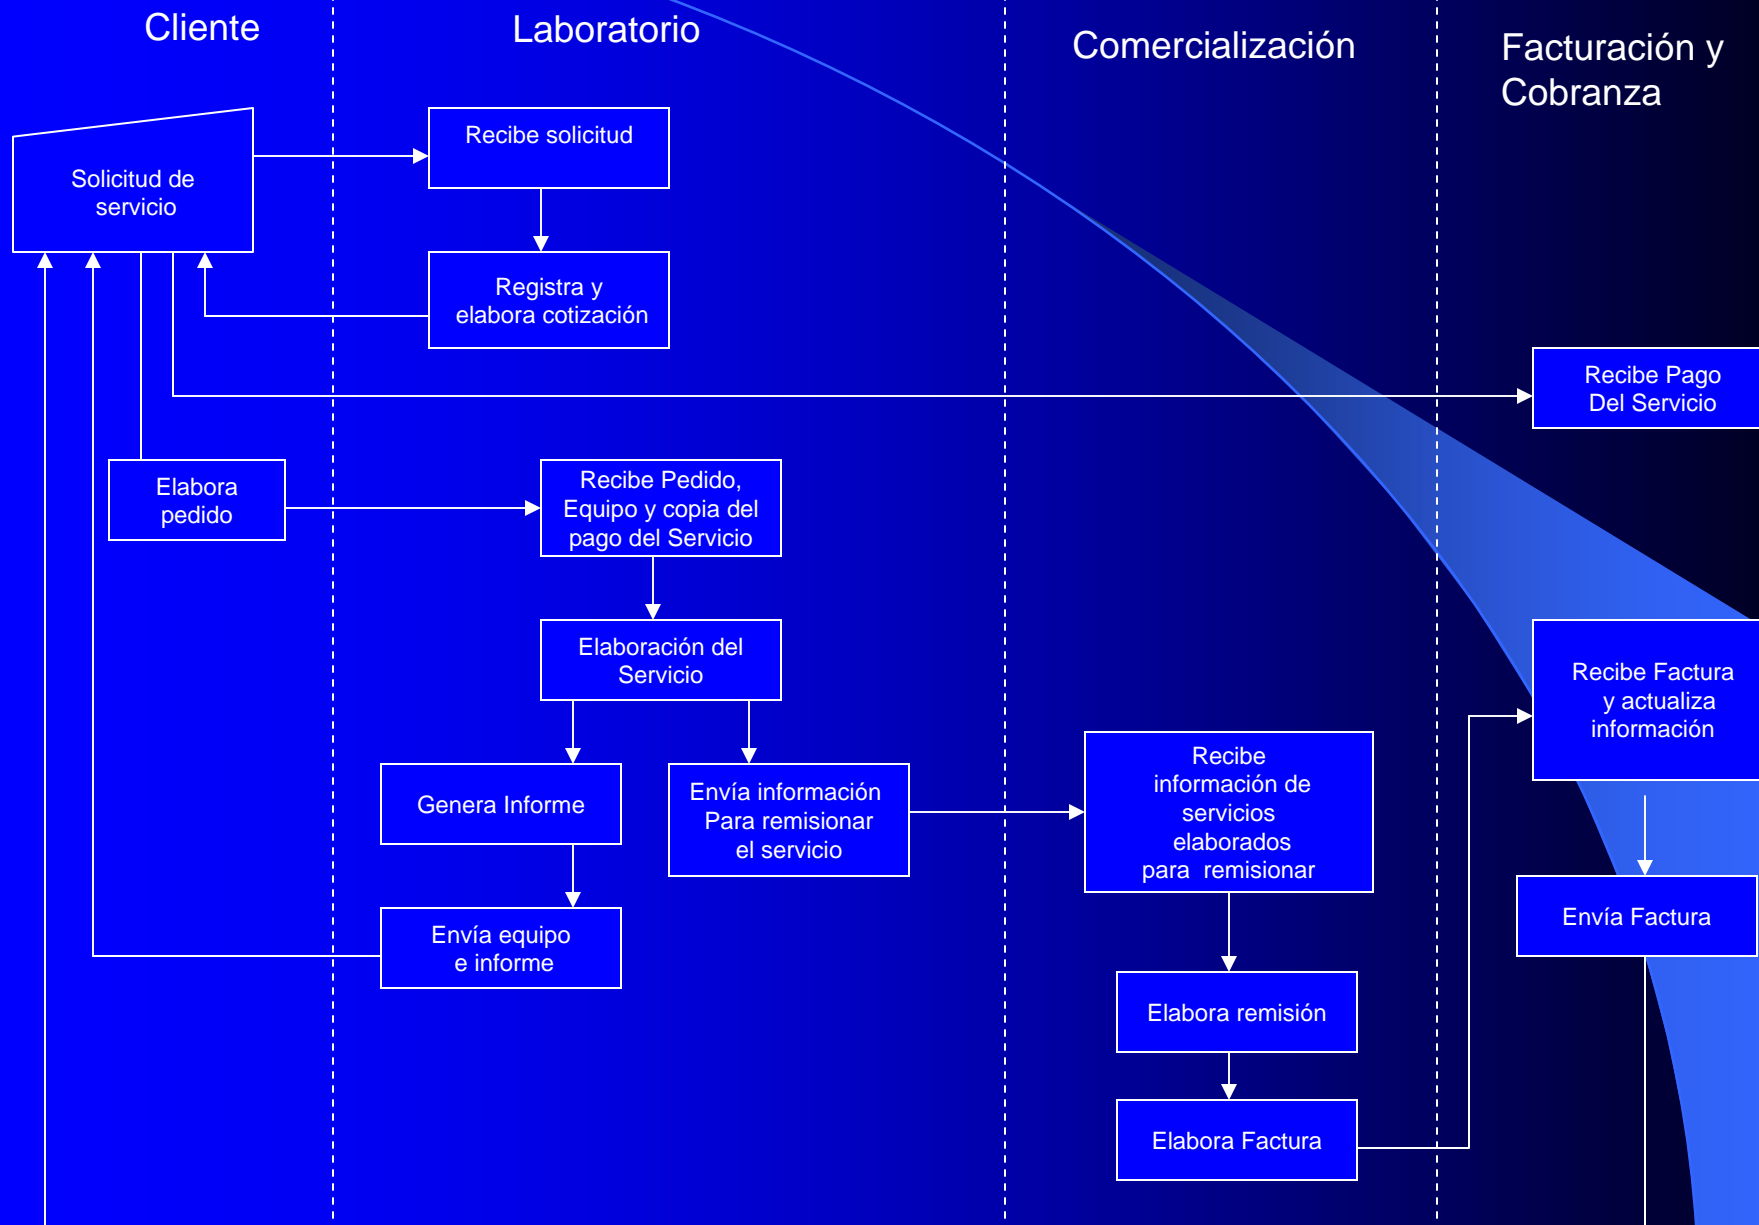 Cliente
Laboratorio
Comercialización
Facturación y
Cobranza
Solicitud de
servicio
Recibe solicitud
Registra y
elabora cotización
Recibe Pago
Del Servicio
Elabora
pedido
Recibe Pedido,
Equipo y copia del
pago del Servicio
Elaboración del
Servicio
Genera Informe
Envía información
Para remisionar
el servicio
Envía equipo
e informe
Recibe
información de
servicios
elaborados
para remisionar
Elabora remisión
Elabora Factura
Recibe Factura
y actualiza
información
Envía Factura